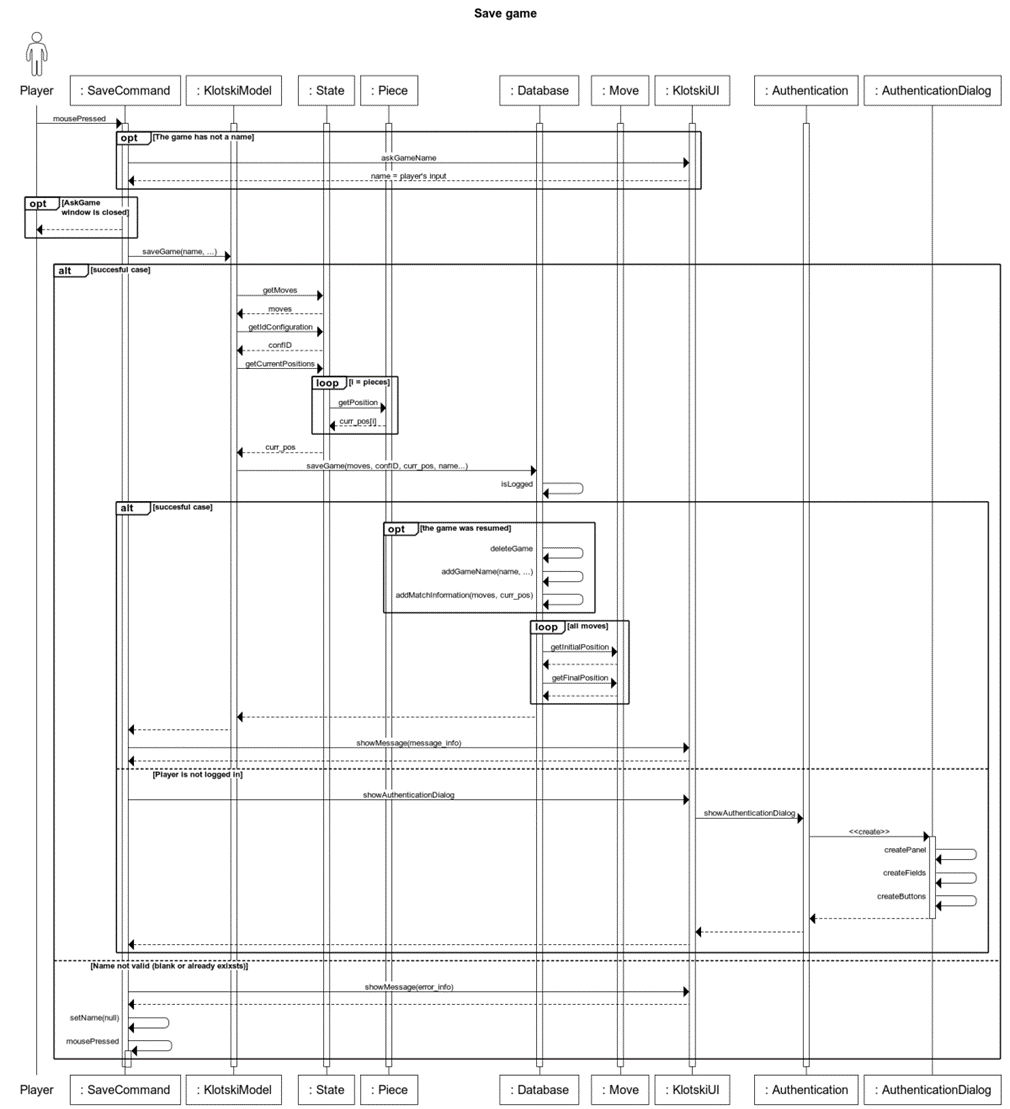 Save game
Player
: SaveCommand
: KlotskiModel
: State
: Piece
: Database
: Move
: KlotskiUI
: Authentication
: AuthenticationDialog
mousePressed
opt
[The game has not a name]
askGameName
name = player's input
opt
[AskGame
window is closed]
saveGame(name, ...)
alt
[succesful case]
getMoves
moves
getIdConfiguration
confID
getCurrentPositions
loop
[I = pieces]
getPosition
curr_pos[i]
curr_pos
saveGame(moves, confID, curr_pos, name...)
isLogged
alt
[succesful case]
opt
[the game was resumed]
deleteGame
addGameName(name, ...)
addMatchInformation(moves, curr_pos)
loop
[all moves]
getInitialPosition
getFinalPosition
showMessage(message_info)
[Player is not logged in]
showAuthenticationDialog
showAuthenticationDialog
<<create>>
createPanel
createFields
createButtons
[Name not valid (blank or already exixsts)]
showMessage(error_info)
setName(null)
mousePressed
Player
: SaveCommand
: KlotskiModel
: State
: Piece
: Database
: Move
: KlotskiUI
: Authentication
: AuthenticationDialog